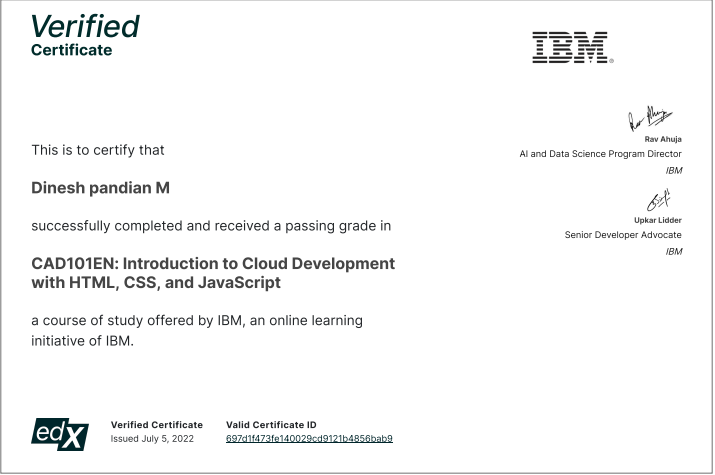 Verified
Certificate
IBM®
Rav Ahuja
AI and Data Science Program Director
IBM
Upkar Lidder
Senior Developer Advocate
IBM
This is to certify that
Dinesh pandian M
successfully completed and received a passing grade in
CAD101EN: Introduction to Cloud Development
with HTML, CSS, and JavaScript
a course of study offered by IBM, an online learning
initiative of IBM.
edX
Verified Certificate
Issued July 5, 2022
Valid Certificate ID
697d1f473fe140029cd9121b4856bab9